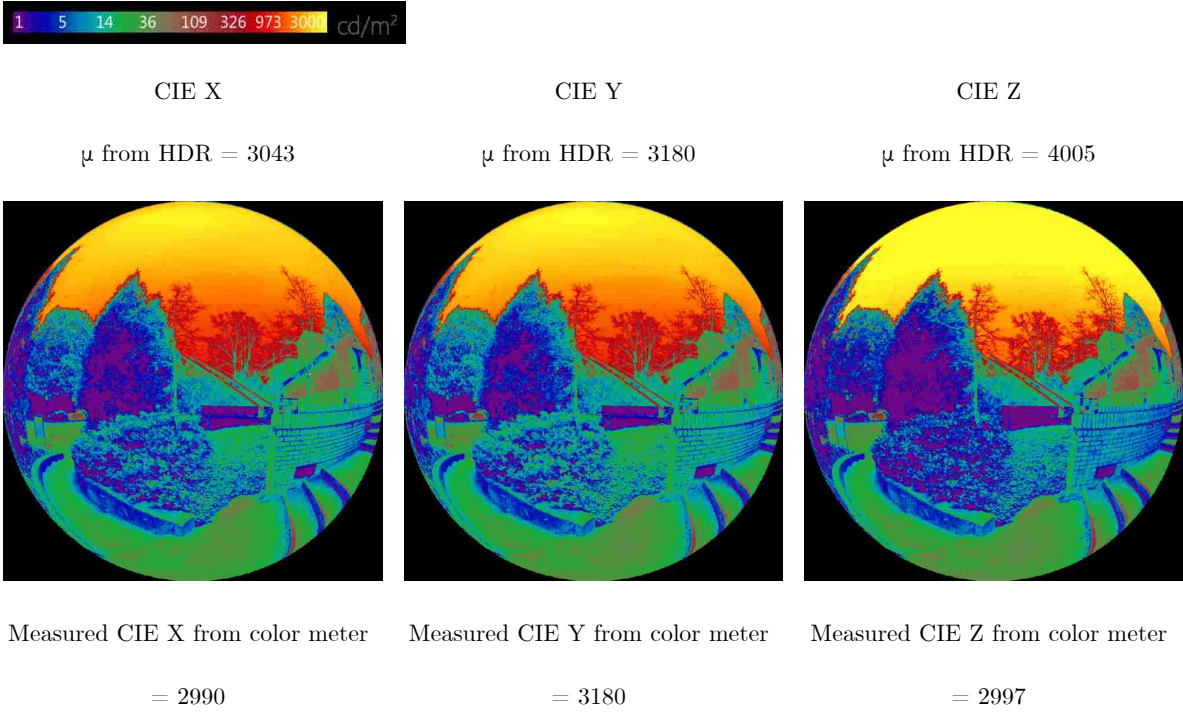 1 5 14 36 109 326 973 3000 cd/m²
CIE X CIE Y CIE Z
μ from HDR = 3043 μ from HDR = 3180 μ from HDR = 4005
Measured CIE X from color meter Measured CIE Y from color meter Measured CIE Z from color meter
= 2990 = 3180 = 2997